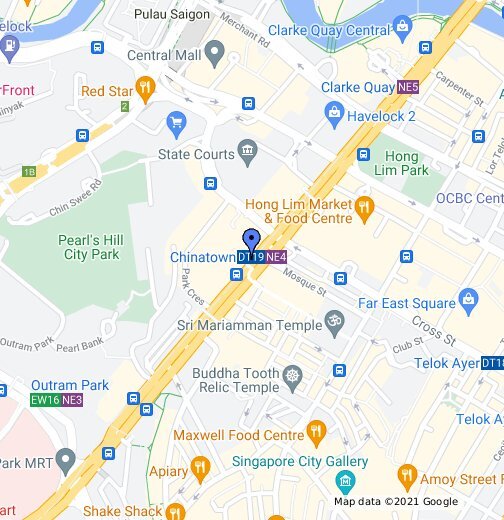 Pulau Saigon
Merchant Rd
Clarke Quay Central
Central Mall
Clarke Quay NE5
Carpenter St
Red Star
2
Havelock 2
State Courts
Hong
Lim Park
1B
Chin Swee Rd
Hong Lim Market
& Food Centre
OCBC Cent
Pearl's Hill
City Park
Chinatown DT19 NE4
Park Cres
Mosque St
Far East Square
Sri Mariamman Temple
Cross St
Club St
Outram Park
Pearl Bank
Telok Ayer DT18
Buddha Tooth
Relic Temple
Outram Park
EW16 NE3
Telok Ay
Maxwell Food Centre
Park MRT
Singapore City Gallery
Apiary
Amoy Street F
Map data ©2021 Google
Shake Shack